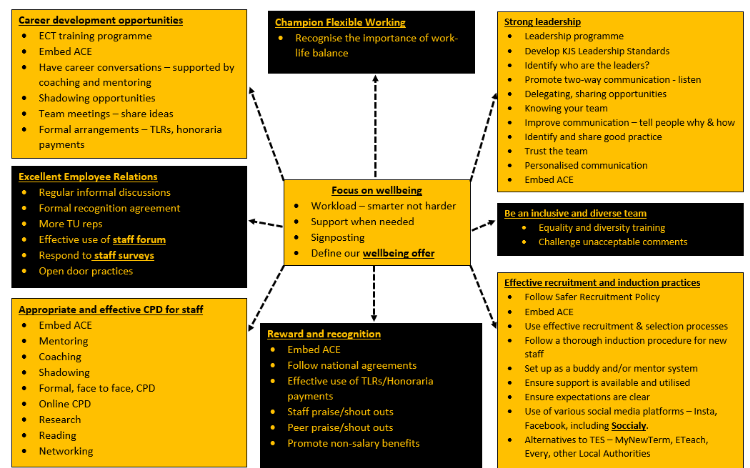 Career development opportunities
ECT training programme
Embed ACE
Have career conversations – supported by
coaching and mentoring
Shadowing opportunities
Team meetings – share ideas
Formal arrangements – TLRs, honoraria
payments
Champion Flexible Working
Recognise the importance of work-
life balance
Strong leadership
Leadership programme
Develop KJS Leadership Standards
Identify who are the leaders?
Promote two-way communication - listen
Delegating, sharing opportunities
Knowing your team
Improve communication – tell people why & how
Identify and share good practice
Trust the team
Personalised communication
Embed ACE
Excellent Employee Relations
Regular informal discussions
Formal recognition agreement
More TU reps
Effective use of staff forum
Respond to staff surveys
Open door practices
Focus on wellbeing
Workload – smarter not harder
Support when needed
Signposting
Define our wellbeing offer
Be an inclusive and diverse team
Equality and diversity training
Challenge unacceptable comments
Appropriate and effective CPD for staff
Embed ACE
Mentoring
Coaching
Shadowing
Formal, face to face, CPD
Online CPD
Research
Reading
Networking
Reward and recognition
Embed ACE
Follow national agreements
Effective use of TLRs/Honoraria
payments
Staff praise/shout outs
Peer praise/shout outs
Promote non-salary benefits
Effective recruitment and induction practices
Follow Safer Recruitment Policy
Embed ACE
Use effective recruitment & selection processes
Follow a thorough induction procedure for new
staff
Set up as a buddy and/or mentor system
Ensure support is available and utilised
Ensure expectations are clear
Use of various social media platforms – Insta,
Facebook, including Soccialy.
Alternatives to TES – MyNewTerm, ETeach,
Every, other Local Authorities